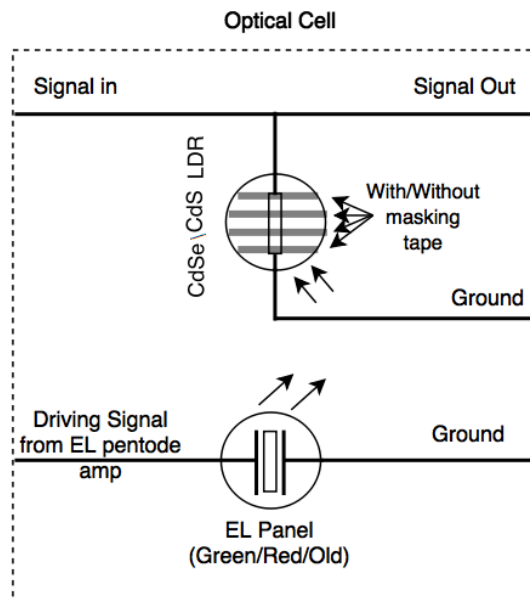 Optical Cell
Signal in
Signal Out
CdSe\CdS LDR
With/Without
masking
tape
Ground
Driving Signal
from EL pentode
amp
Ground
EL Panel
(Green/Red/Old)